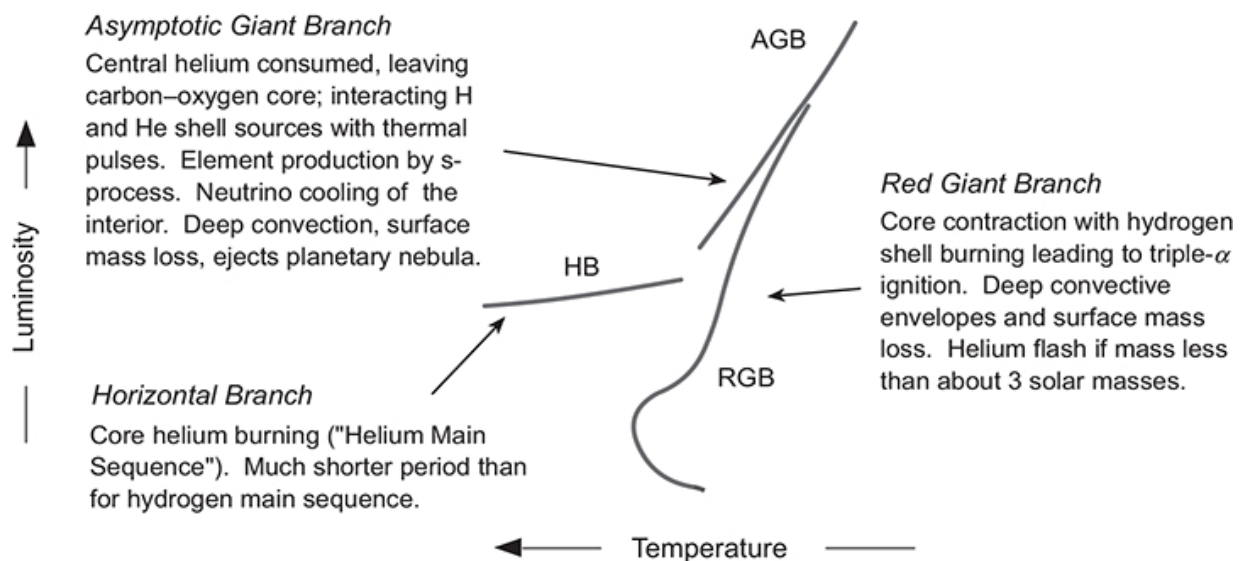 Asymptotic Giant Branch
Central helium consumed, leaving
carbon–oxygen core; interacting H
and He shell sources with thermal
pulses. Element production by s-
process. Neutrino cooling of the
interior. Deep convection, surface
mass loss, ejects planetary nebula.
AGB
Red Giant Branch
Core contraction with hydrogen
shell burning leading to triple-α
ignition. Deep convective
envelopes and surface mass
loss. Helium flash if mass less
than about 3 solar masses.
HB
RGB
Horizontal Branch
Core helium burning ("Helium Main
Sequence"). Much shorter period than
for hydrogen main sequence.
Luminosity
Temperature